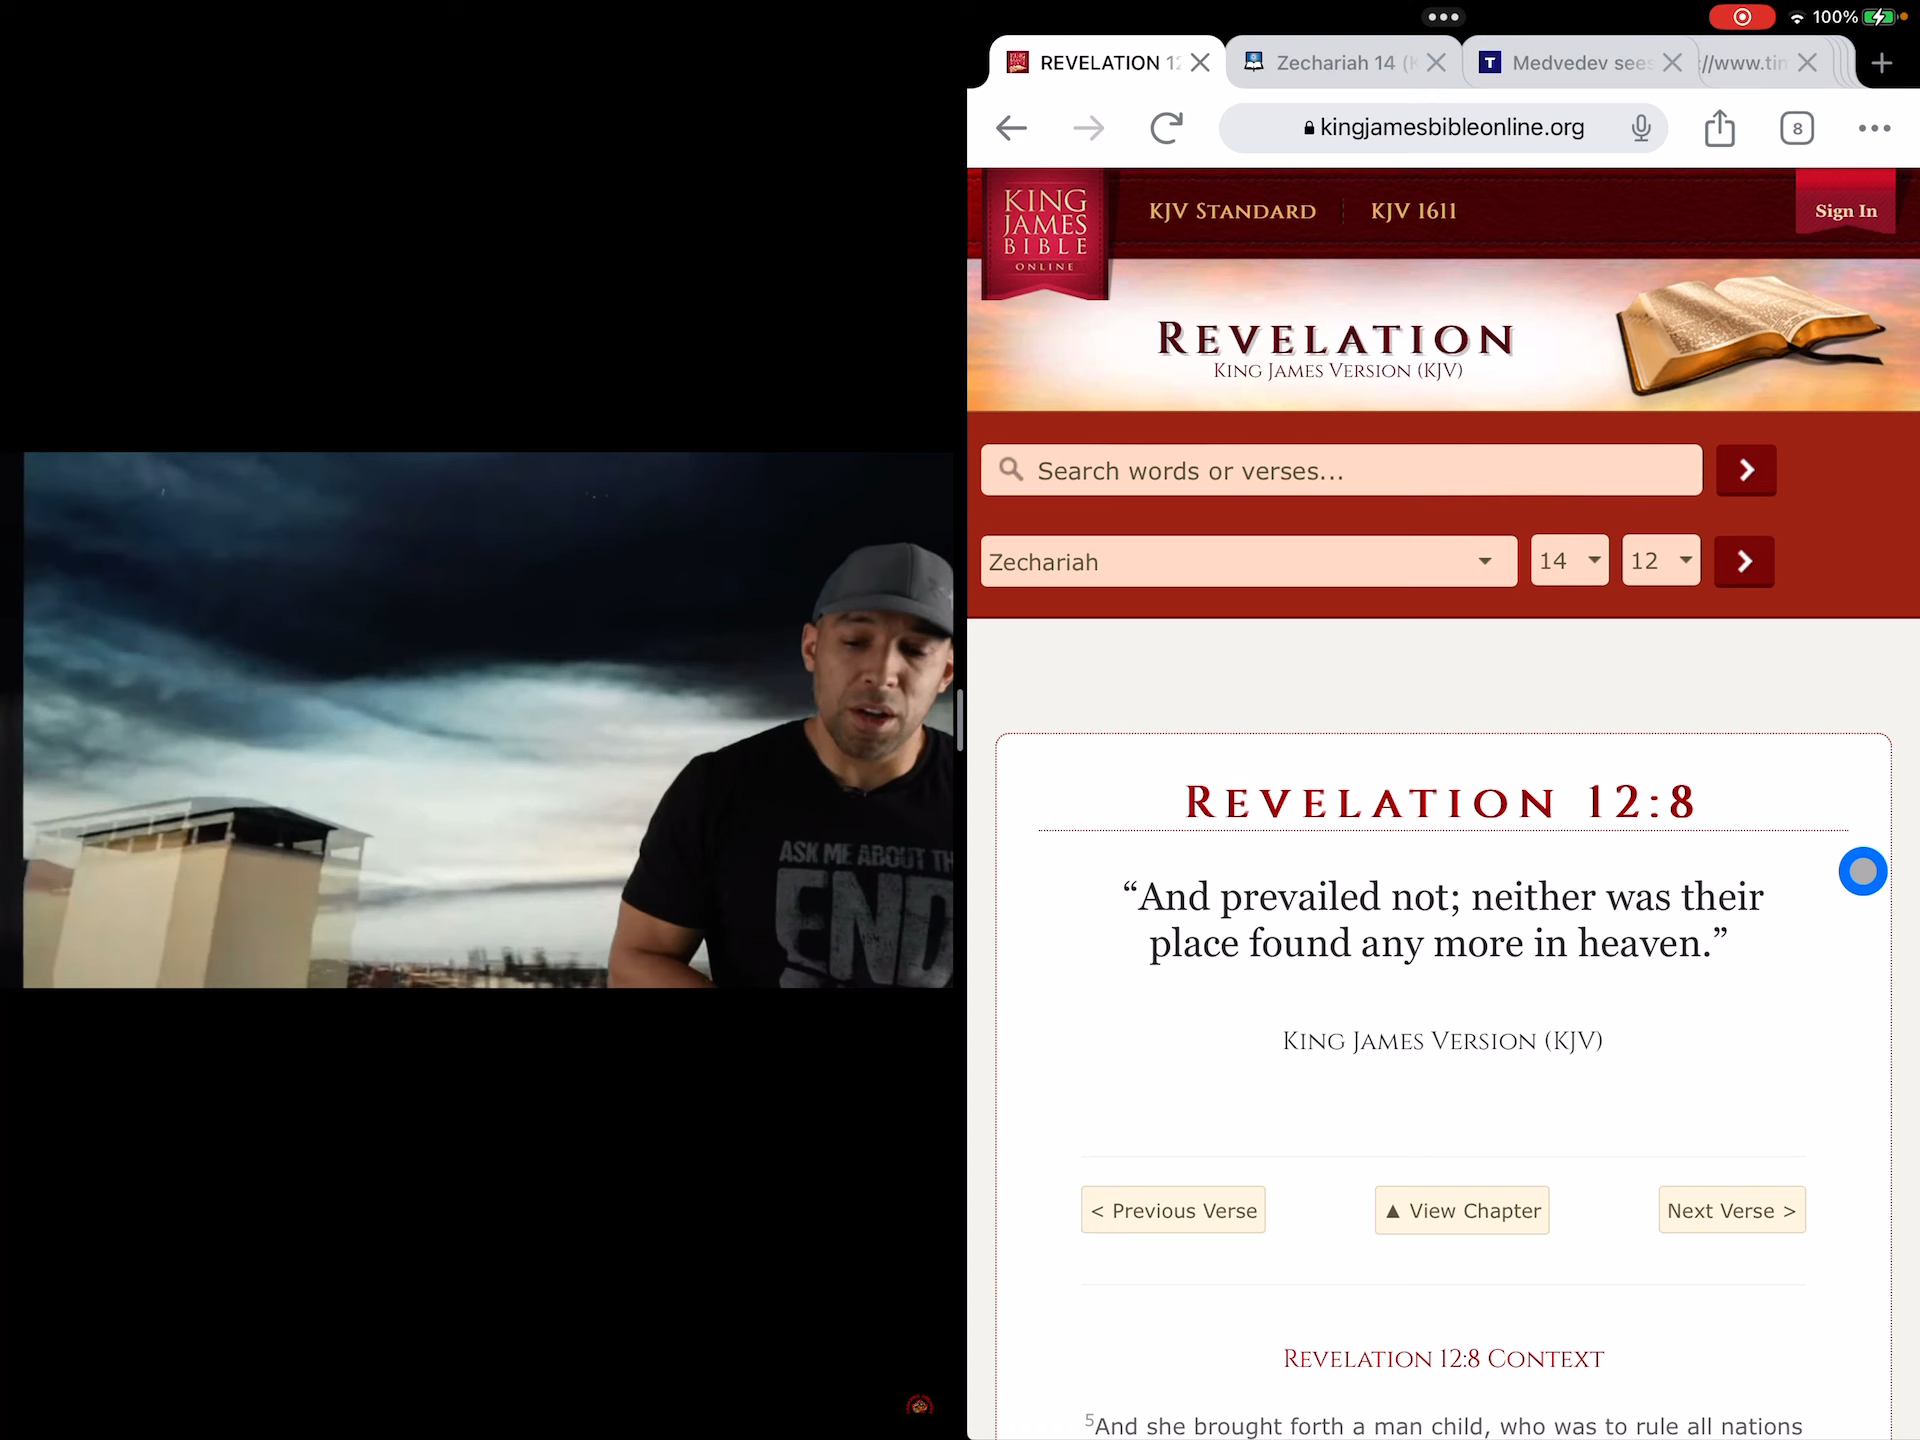 100%
REVELATION 12
Zechariah 14 (K
Medvedev sees
://www.tim
kingjamesbibleonline.org
8
KING
JAMES
BIBLE
ONLINE
KJV STANDARD
KJV 1611
Sign In
REVELATION
KING JAMES VERSION (KJV)
Search words or verses...
Zechariah
14
12
REVELATION 12:8
“And prevailed not; neither was their
place found any more in heaven.”
KING JAMES VERSION (KJV)
< Previous Verse
▲ View Chapter
Next Verse >
REVELATION 12:8 CONTEXT
5And she brought forth a man child, who was to rule all nations
ASK ME ABOUT TH
END